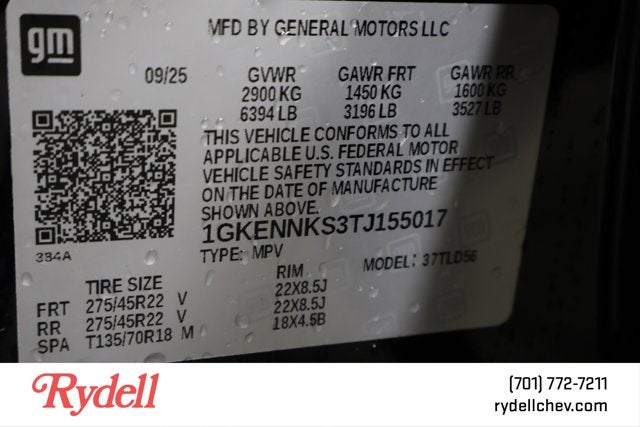 gm
MFD BY GENERAL MOTORS LLC
09/25 GVWR GAWR FRT GAWR RR
2900 KG 1450 KG 1600 KG
6394 LB 3196 LB 3527 LB
THIS VEHICLE CONFORMS TO ALL
APPLICABLE U.S. FEDERAL MOTOR
VEHICLE SAFETY STANDARDS IN EFFECT
ON THE DATE OF MANUFACTURE
SHOWN ABOVE.
1GKENNKS3TJ155017
384A
TYPE: MPV MODEL: 37TLD56
TIRE SIZE RIM
FRT 275/45R22 V 22X8.5J
RR 275/45R22 V 22X8.5J
SPA T135/70R18 M 18X4.5B
Rydell
(701) 772-7211
rydellchev.com